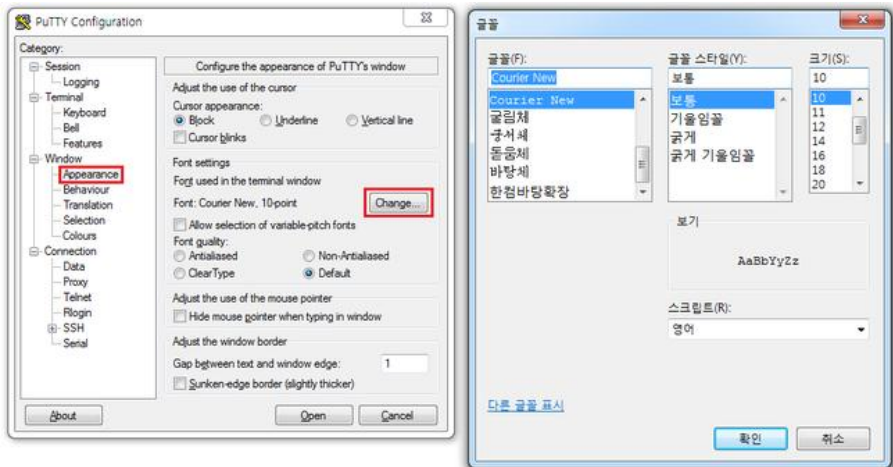 PuTTY Configuration
Category:
Session
Logging
Terminal
Keyboard
Bell
Features
Window
Appearance
Behaviour
Translation
Selection
Colours
Connection
Data
Proxy
Telnet
Rlogin
SSH
Serial
Configure the appearance of PuTTY's window
Adjust the use of the cursor
Cursor appearance:
Block Underline Vertical line
Cursor blinks
Font settings
Font used in the terminal window
Font: Courier New, 10-point Change...
Allow selection of variable-pitch fonts
Font quality:
Antialiased Non-Antialiased
ClearType Default
Adjust the use of the mouse pointer
Hide mouse pointer when typing in window
Adjust the window border
Gap between text and window edge: 1
Sunken-edge border (slightly thicker)
About Open Cancel
글꼴
글꼴(F):
Courier New
Courier New
굴림체
궁서체
돋움체
바탕체
한컴바탕확장
글꼴 스타일(Y):
보통
보통
기울임꼴
굵게
굵게 기울임꼴
크기(S):
10
10
11
12
14
16
18
20
보기
AaBbYyZz
스크립트(R):
영어
다른 글꼴 표시
확인 취소